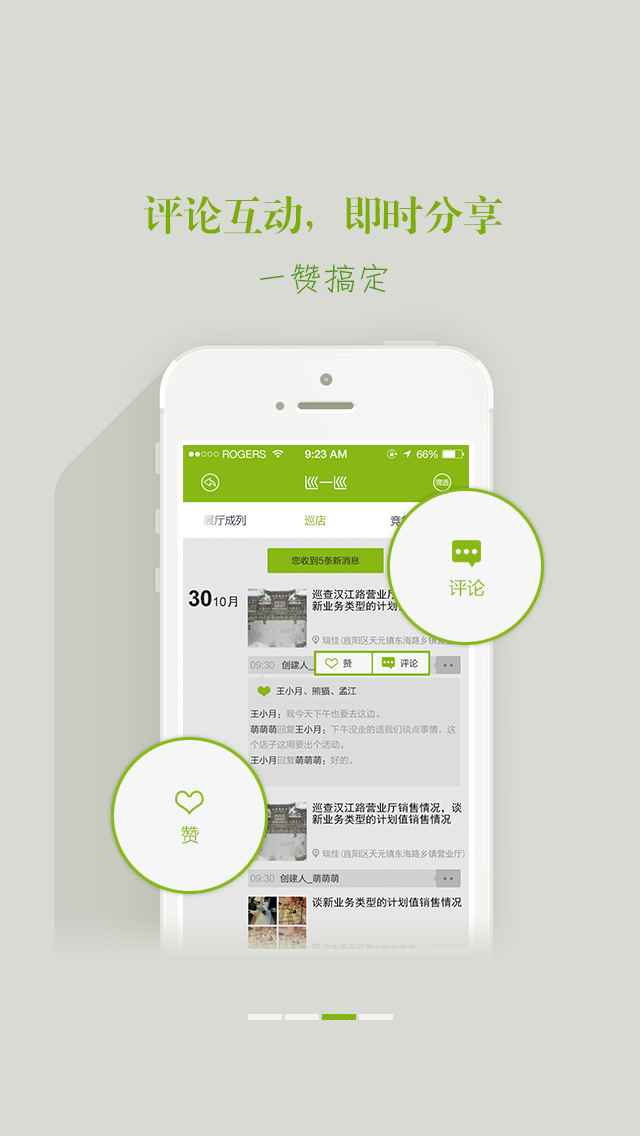 评论互动，即时分享
一赞搞定
ROGERS 9:23 AM 66%
巡一巡
筛选
展厅成列 巡店
您收到5条新消息
评论
30 10月
巡查汉江路营业厅
新业务类型的计划
瑞佳(旌阳区天元镇东海路乡镇营
09:30 创建人_
赞 评论
王小月、熊猫、孟江
王小月：我今天下午也要去这边。
萌萌萌回复王小月：下午没走的话我们谈点事情，这
个店子这周要出个活动。
王小月回复萌萌萌：好的。
赞
巡查汉江路营业厅销售情况，谈
新业务类型的计划值销售情况
瑞佳(旌阳区天元镇东海路乡镇营业厅)
09:30 创建人_萌萌萌
谈新业务类型的计划值销售情况